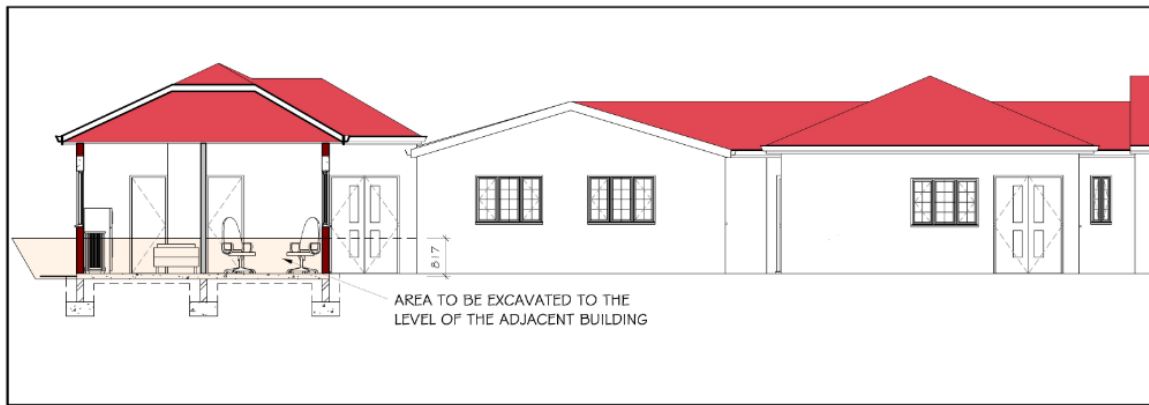 817
AREA TO BE EXCAVATED TO THE
LEVEL OF THE ADJACENT BUILDING